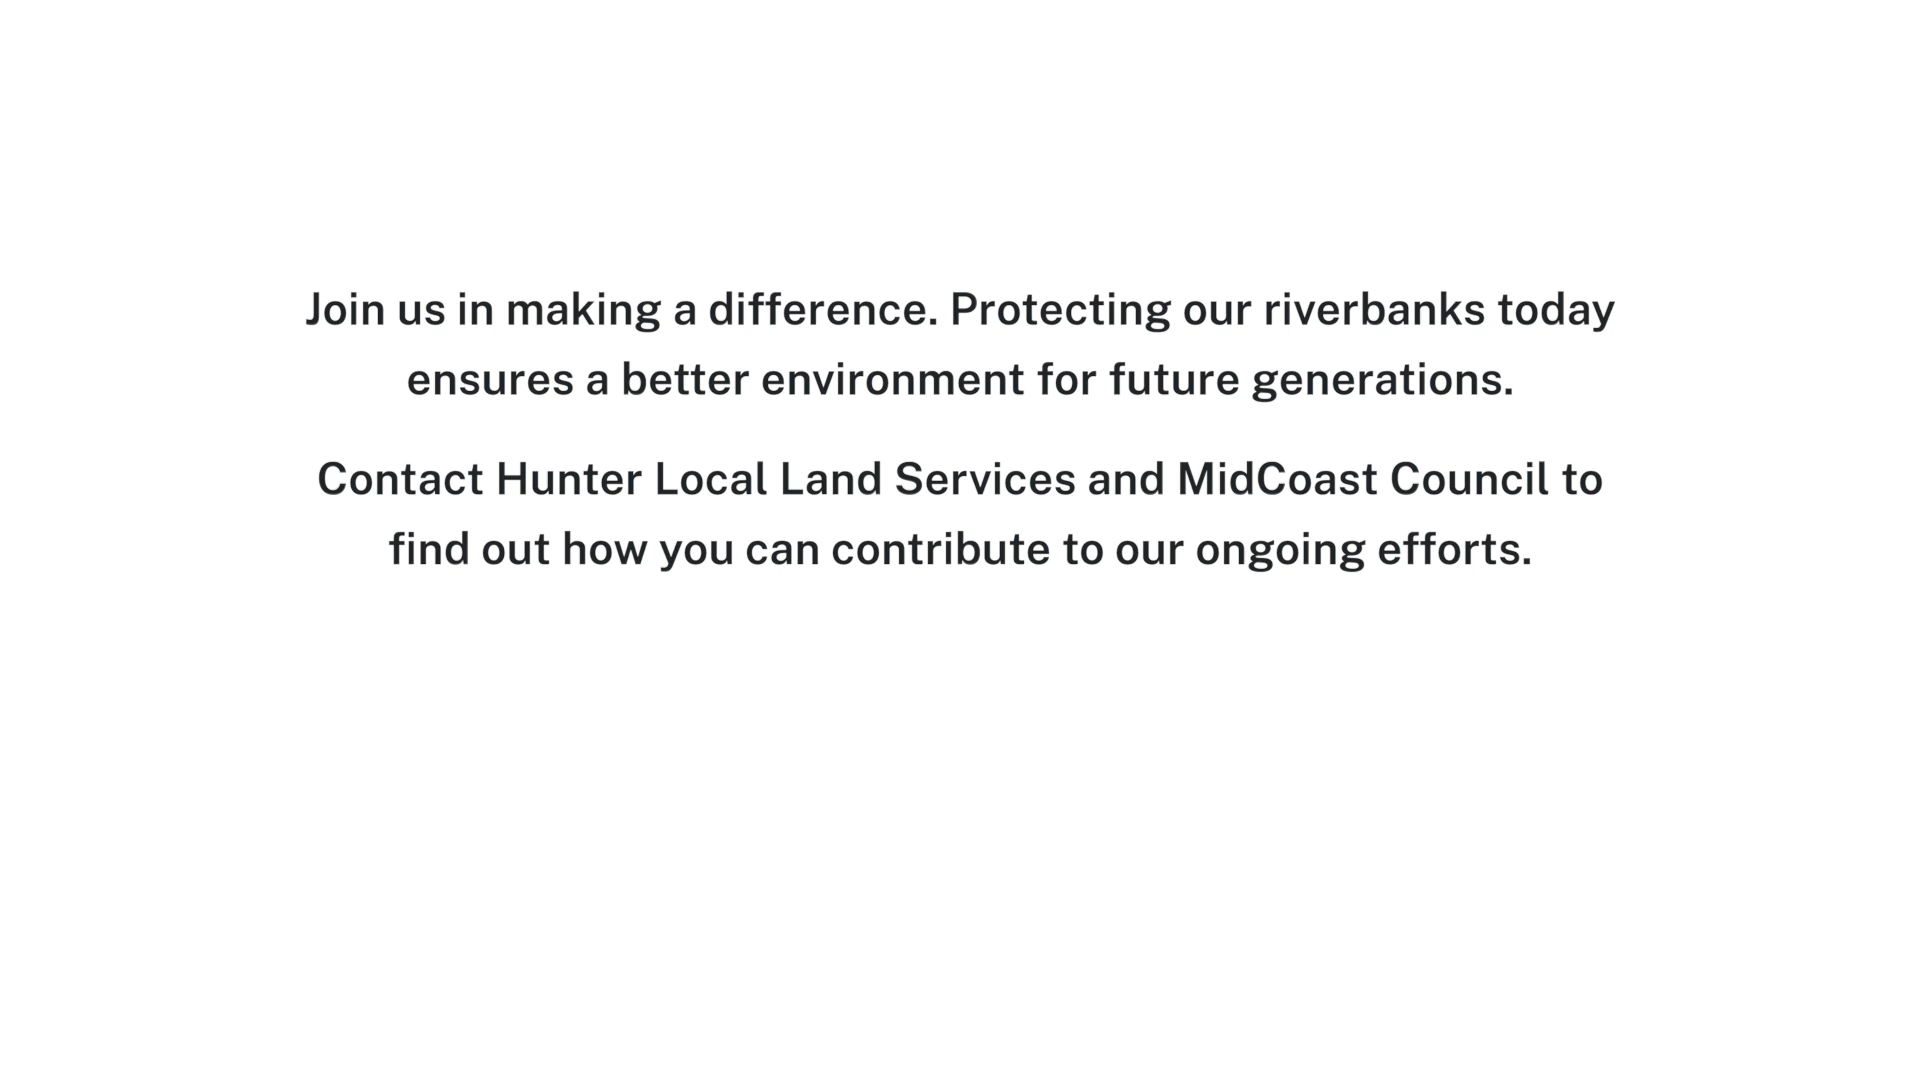 Join us in making a difference. Protecting our riverbanks today
ensures a better environment for future generations.
Contact Hunter Local Land Services and MidCoast Council to
find out how you can contribute to our ongoing efforts.